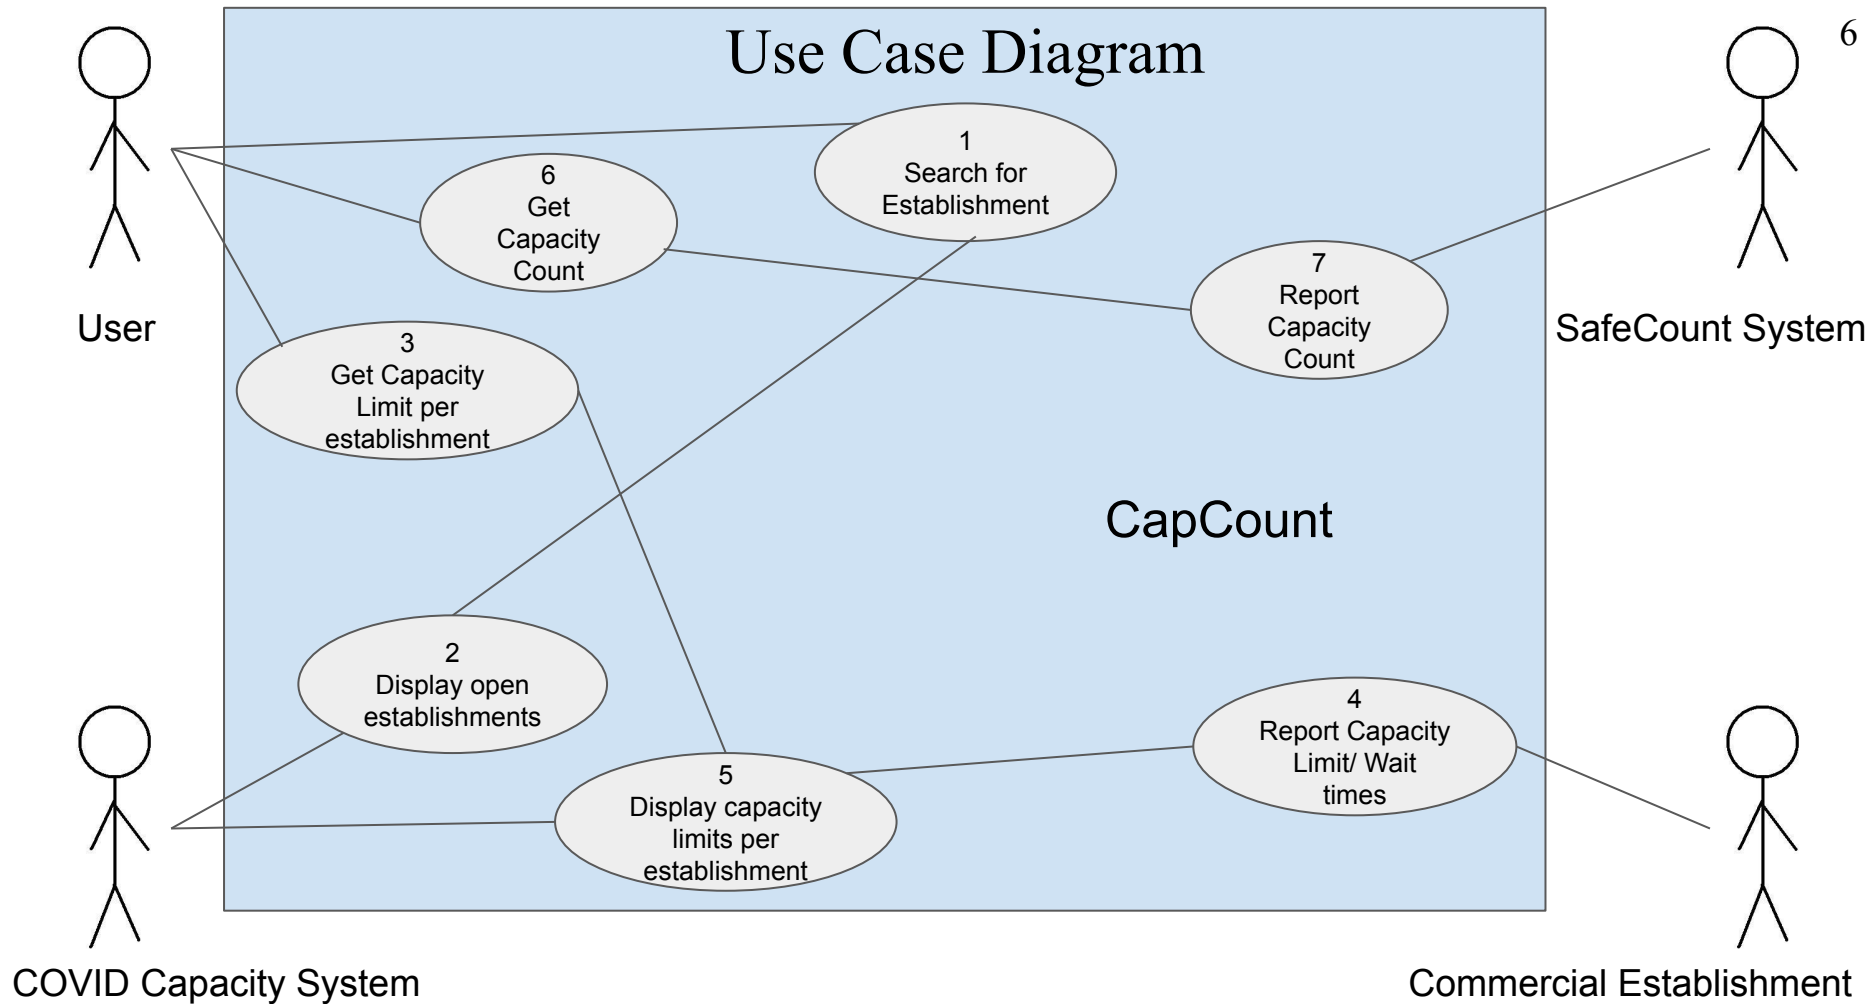 Use Case Diagram
6
1
Search for
Establishment
6
Get
Capacity
Count
7
Report
Capacity
Count
User
SafeCount System
3
Get Capacity
Limit per
establishment
CapCount
2
Display open
establishments
4
Report Capacity
Limit/ Wait
times
5
Display capacity
limits per
establishment
COVID Capacity System
Commercial Establishment